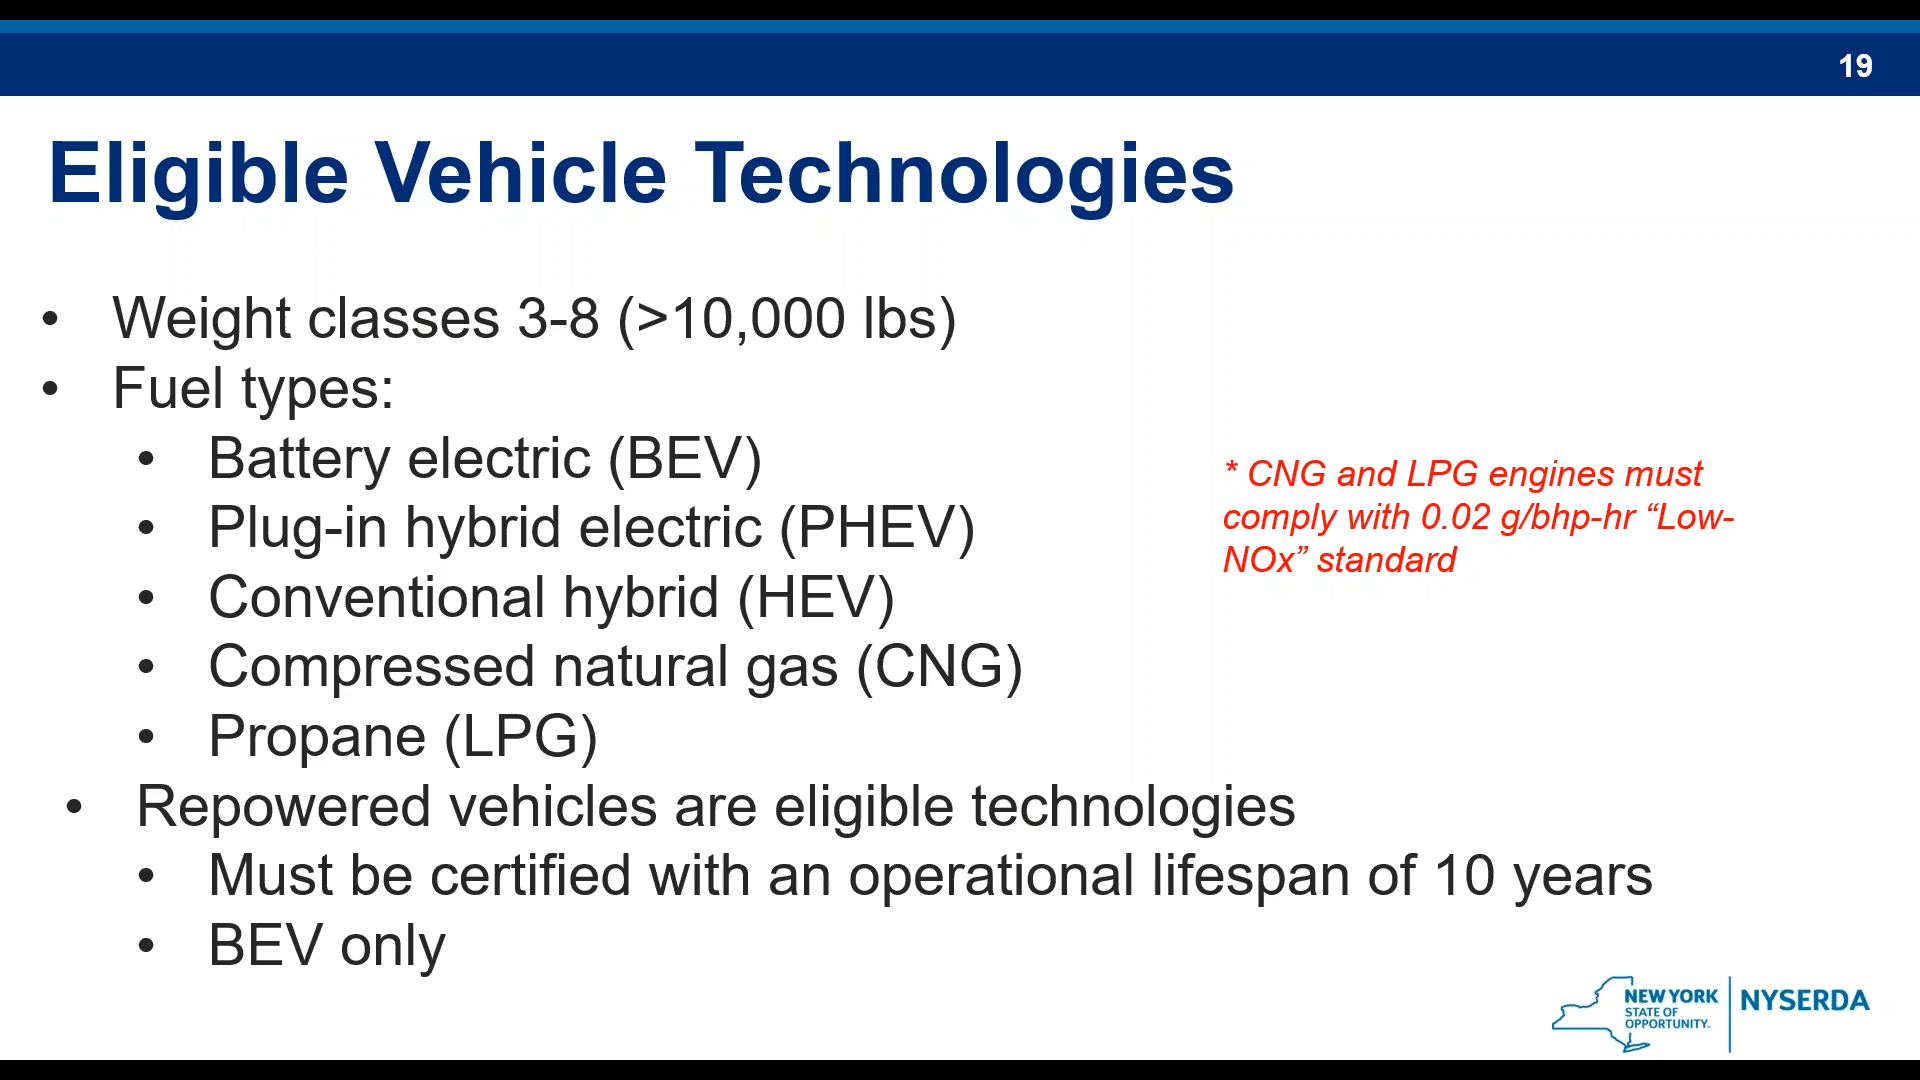 19
Eligible Vehicle Technologies
• Weight classes 3-8 (>10,000 lbs)
• Fuel types:
• Battery electric (BEV)
• Plug-in hybrid electric (PHEV)
• Conventional hybrid (HEV)
• Compressed natural gas (CNG)
• Propane (LPG)
* CNG and LPG engines must
comply with 0.02 g/bhp-hr “Low-
NOx” standard
• Repowered vehicles are eligible technologies
• Must be certified with an operational lifespan of 10 years
• BEV only
NEW YORK
STATE OF
OPPORTUNITY.
NYSERDA